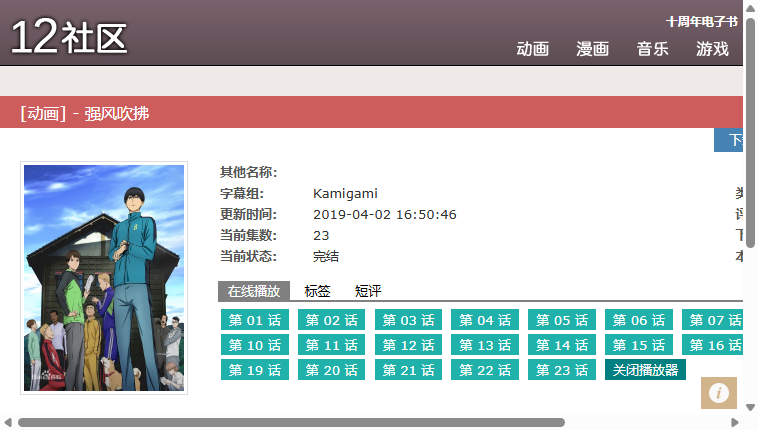 12社区
十周年电子书
动画 漫画 音乐 游戏
[动画] - 强风吹拂
其他名称:
字幕组: Kamigami
更新时间: 2019-04-02 16:50:46
当前集数: 23
当前状态: 完结
在线播放 标签 短评
第 01 话 第 02 话 第 03 话 第 04 话 第 05 话 第 06 话 第 07 话
第 10 话 第 11 话 第 12 话 第 13 话 第 14 话 第 15 话 第 16 话
第 19 话 第 20 话 第 21 话 第 22 话 第 23 话 关闭播放器